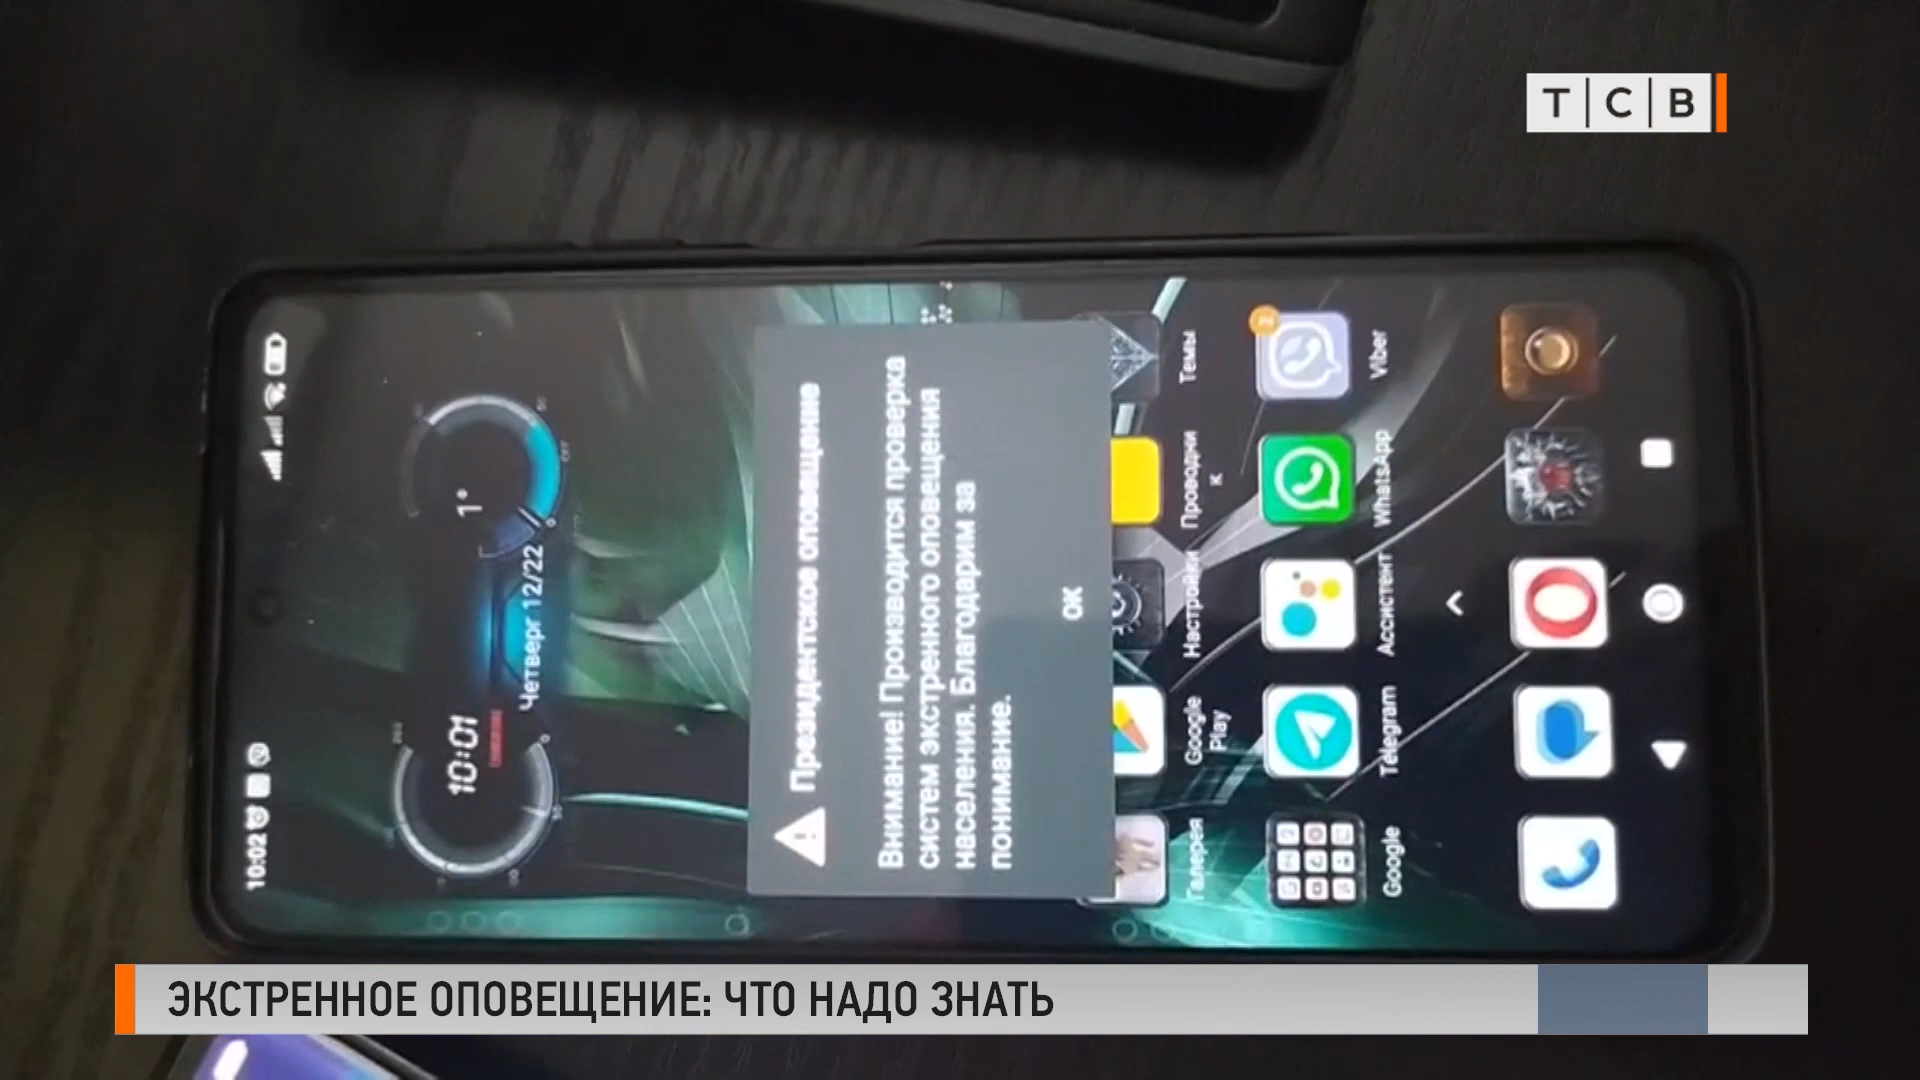 Т С В
10:02
1°
10:01
Четверг 12/22
Президентское оповещение
Внимание! Производится проверка
систем экстренного оповещения
населения. Благодарим за
понимание.
ОК
Галерея
Google
Play
Настройки
Проводни
к
Темы
Google
Telegram
Ассистент
WhatsApp
2
Viber
ЭКСТРЕННОЕ ОПОВЕЩЕНИЕ: ЧТО НАДО ЗНАТЬ